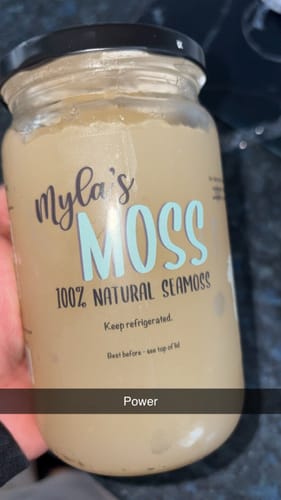 Myla's
MOSS
100% NATURAL SEAMOSS
Keep refrigerated.
Best before - see top of lid
Power